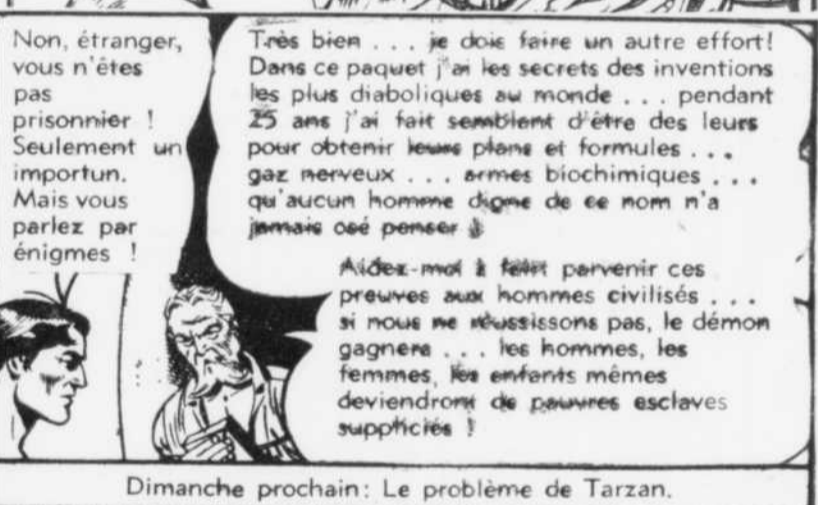 Non, étranger,
vous n'êtes
pas
prisonnier !
Seulement un
importun.
Mais vous
parlez par
énigmes !
Très bien . . . je dois faire un autre effort!
Dans ce paquet j'ai les secrets des inventions
les plus diaboliques au monde . . . pendant
25 ans j'ai fait semblant d'être des leurs
pour obtenir leurs plans et formules . . .
gaz nerveux . . . armes biochimiques . . .
qu'aucun homme digne de ce nom n'a
jamais osé penser !
Aidez-moi à faire parvenir ces
preuves aux hommes civilisés . . .
si nous ne réussissons pas, le démon
gagnera . . . les hommes, les
femmes, les enfants mêmes
deviendront de pauvres esclaves
suppliciés !
Dimanche prochain: Le problème de Tarzan.